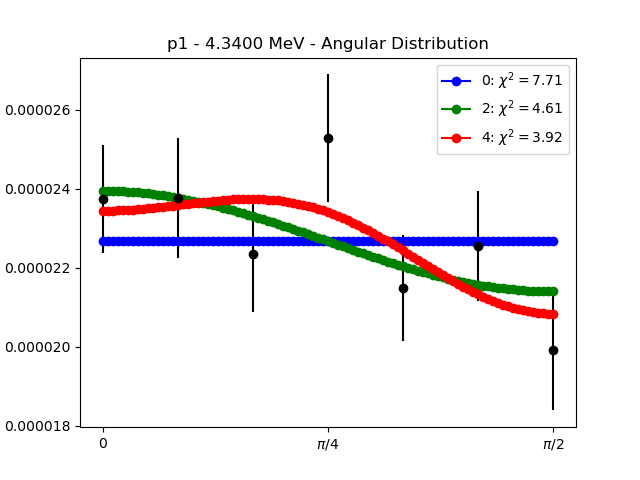 p1 - 4.3400 MeV - Angular Distribution
0: χ² = 7.71
2: χ² = 4.61
4: χ² = 3.92
0.000026
0.000024
0.000022
0.000020
0.000018
0 π/4 π/2